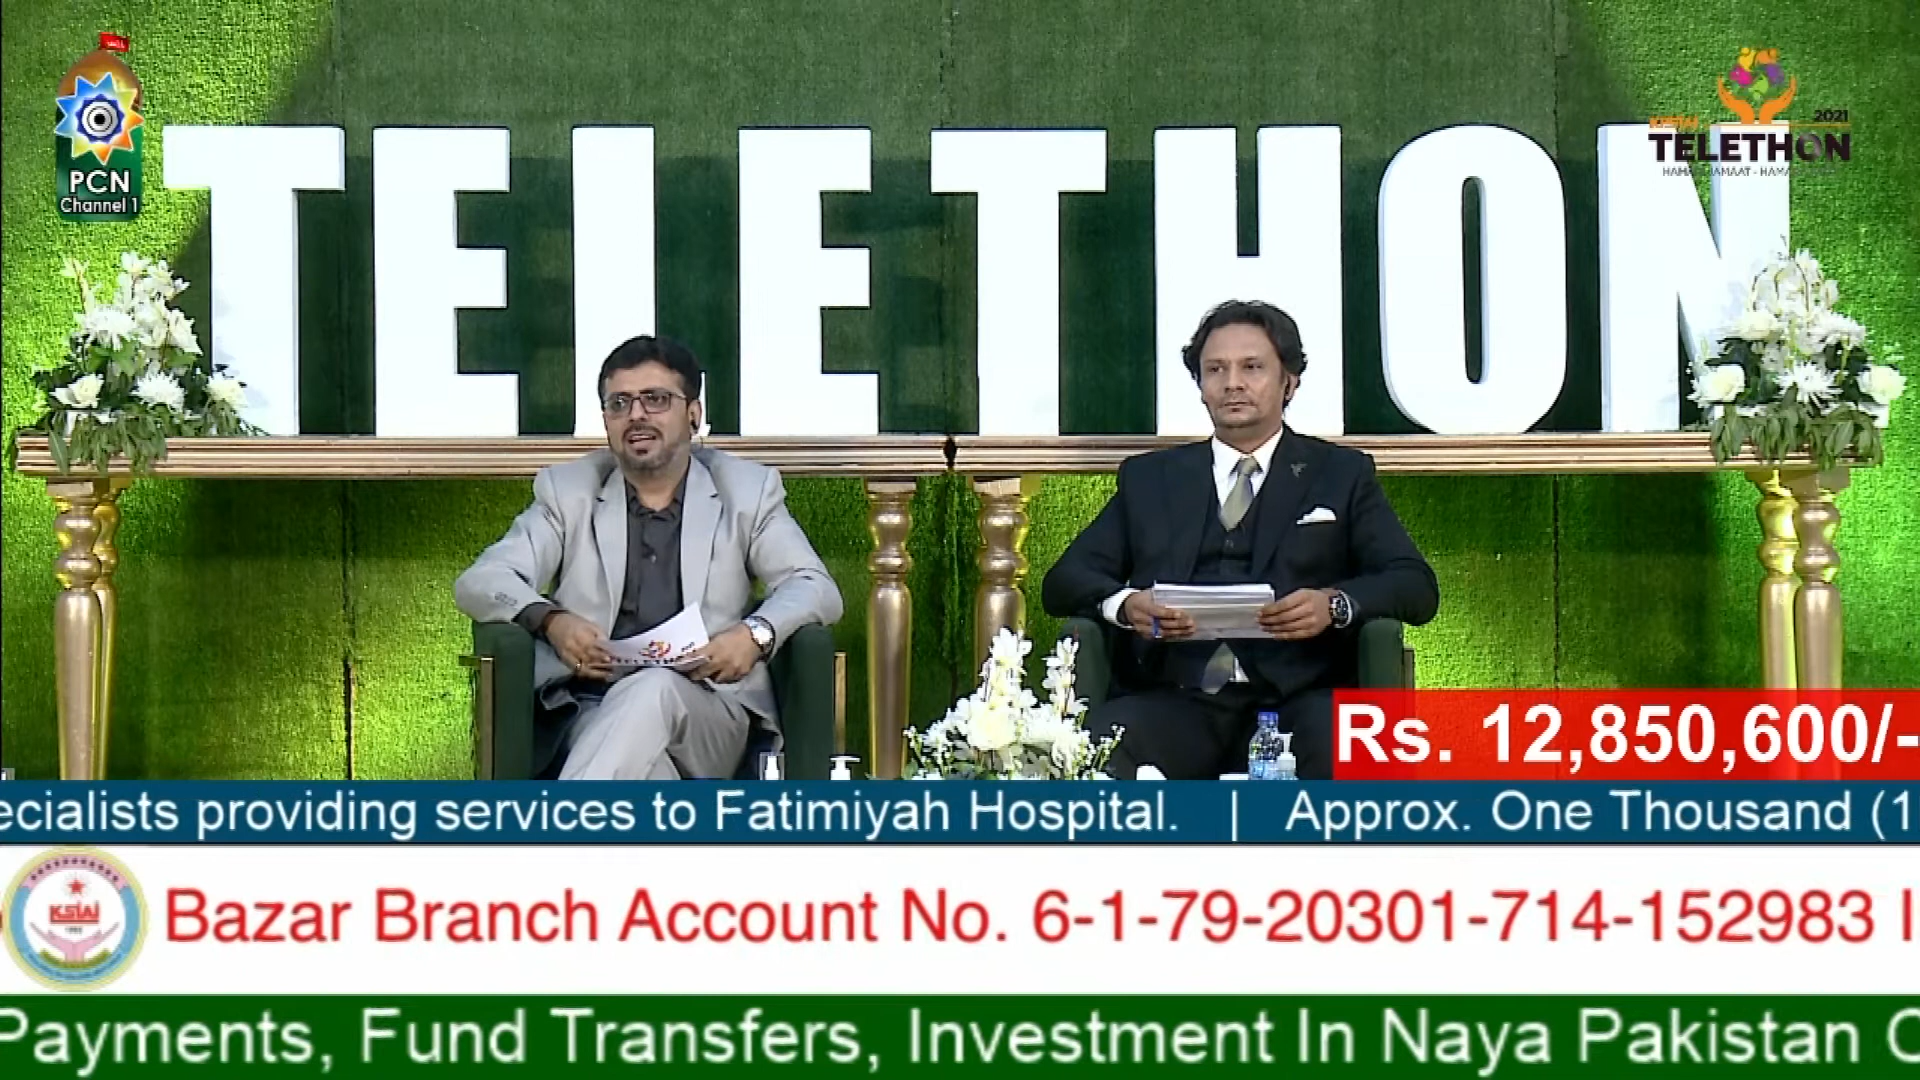 PCN
Channel 1
TELETHON
KSIAJ
2021
TELETHON
TELETHON
Rs. 12,850,600/-
ecialists providing services to Fatimiyah Hospital. | Approx. One Thousand (1
KSIAJ
Bazar Branch Account No. 6-1-79-20301-714-152983 I
Payments, Fund Transfers, Investment In Naya Pakistan C